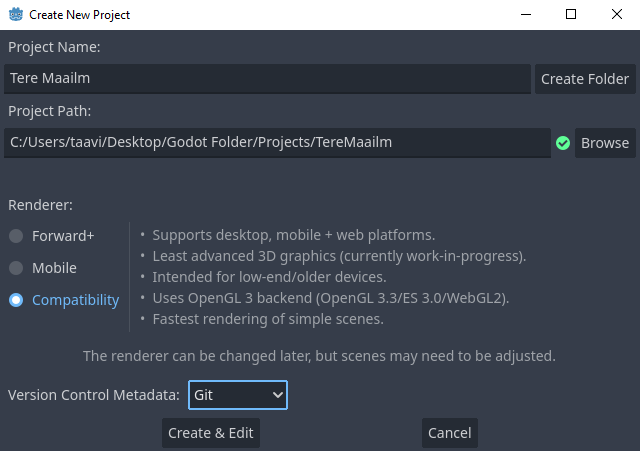 Create New Project
Project Name:
Tere Maailm
Create Folder
Project Path:
C:/Users/taavi/Desktop/Godot Folder/Projects/TereMaailm
Browse
Renderer:
Forward+
Mobile
Compatibility
• Supports desktop, mobile + web platforms.
• Least advanced 3D graphics (currently work-in-progress).
• Intended for low-end/older devices.
• Uses OpenGL 3 backend (OpenGL 3.3/ES 3.0/WebGL2).
• Fastest rendering of simple scenes.
The renderer can be changed later, but scenes may need to be adjusted.
Version Control Metadata: Git
Create & Edit
Cancel